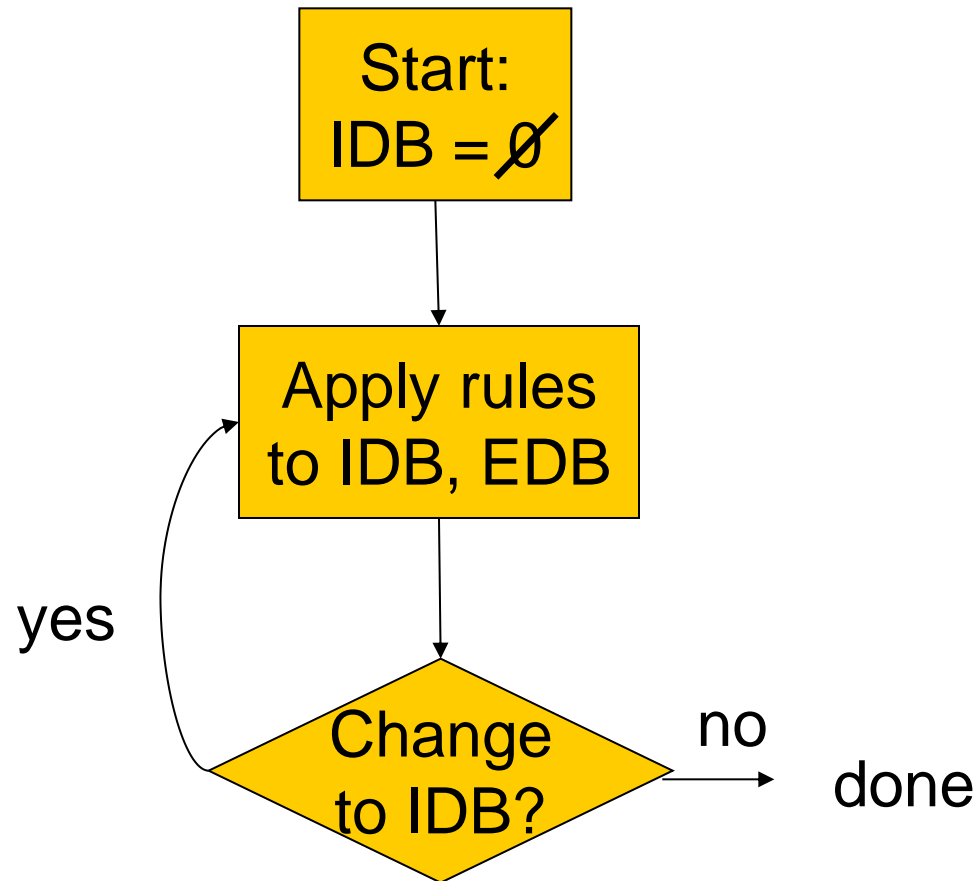 Start:
IDB = ∅
Apply rules
to IDB, EDB
yes
Change
to IDB?
no
done